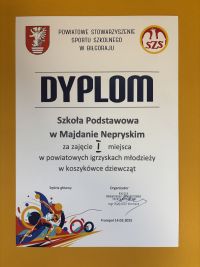 POWIATOWE STOWARZYSZENIE
SPORTU SZKOLNEGO
W BIŁGORAJU
SZS
DYPLOM
Szkoła Podstawowa
w Majdanie Nepryskim
za zajęcie I miejsca
w powiatowych igrzyskach młodzieży
w koszykówce dziewcząt
Sędzia główny
Organizator